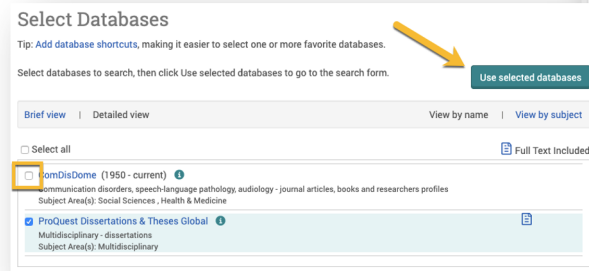 Select Databases
Tip: Add database shortcuts, making it easier to select one or more favorite databases.
Select databases to search, then click Use selected databases to go to the search form.
Use selected databases
Brief view | Detailed view View by name | View by subject
Select all Full Text Included
ComDisDome (1950 - current)
Communication disorders, speech-language pathology, audiology - journal articles, books and researchers profiles
Subject Area(s): Social Sciences , Health & Medicine
ProQuest Dissertations & Theses Global
Multidisciplinary - dissertations
Subject Area(s): Multidisciplinary